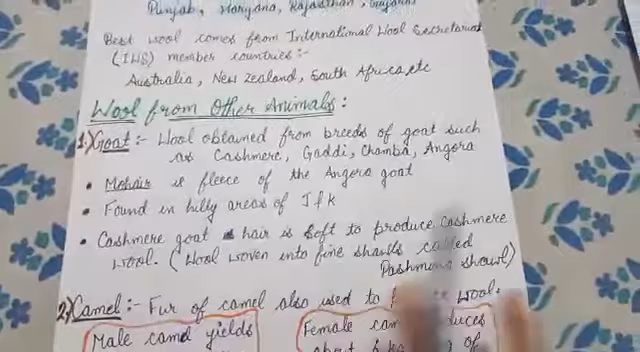 Punjab, Haryana, Rajasthan, Gujarat
Best wool comes from International Wool Secretariat
(IWS) member countries:-
Australia, New Zealand, South Africa, etc
Wool from Other Animals:
1) Goat:- Wool obtained from breeds of goat such
as Cashmere, Gaddi, Chamba, Angora
• Mohair is fleece of the Angora goat
• Found in hilly areas of J&K
• Cashmere goat hair is soft to produce Cashmere
wool. (Wool woven into fine shawls called
Pashmina shawl)
2) Camel:- Fur of camel also used to wool.
Male camel yields
Female
about of